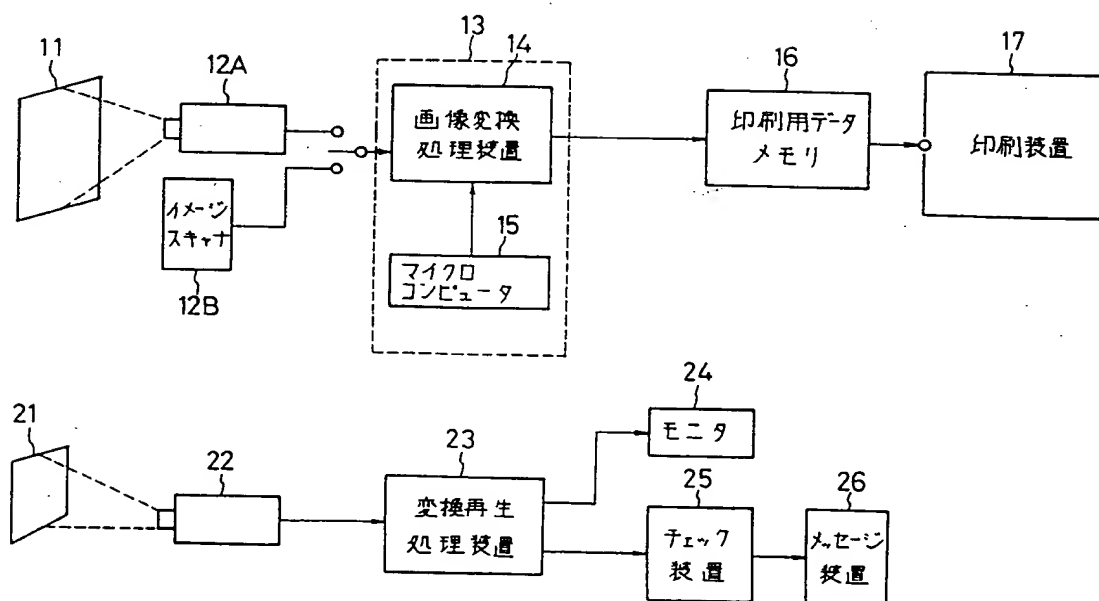 11
12A
13
14
16
17
画像変換
処理装置
印刷用データ
メモリ
印刷装置
イメージ
スキャナ
12B
15
マイクロ
コンピュータ
21
22
23
24
モニタ
変換再生
処理装置
25
チェック
装置
26
メッセージ
装置